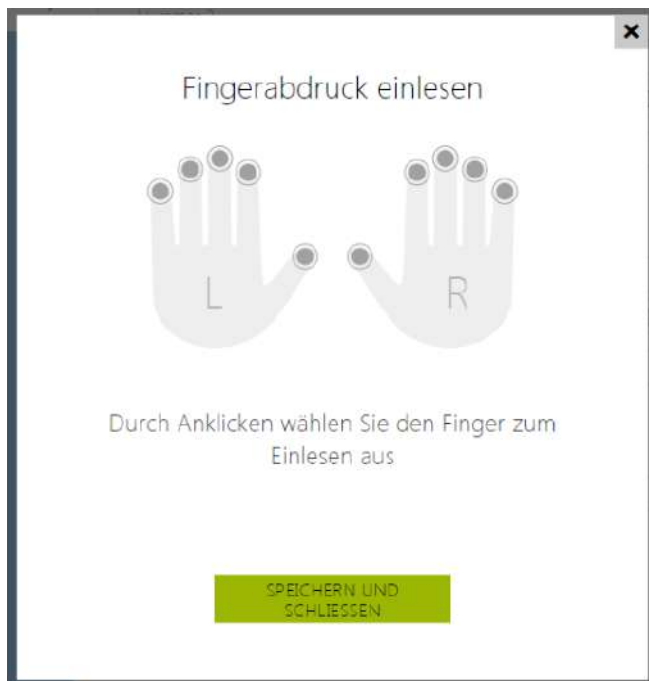 Fingerabdruck einlesen
L R
Durch Anklicken wählen Sie den Finger zum
Einlesen aus
SPEICHERN UND
SCHLIESSEN